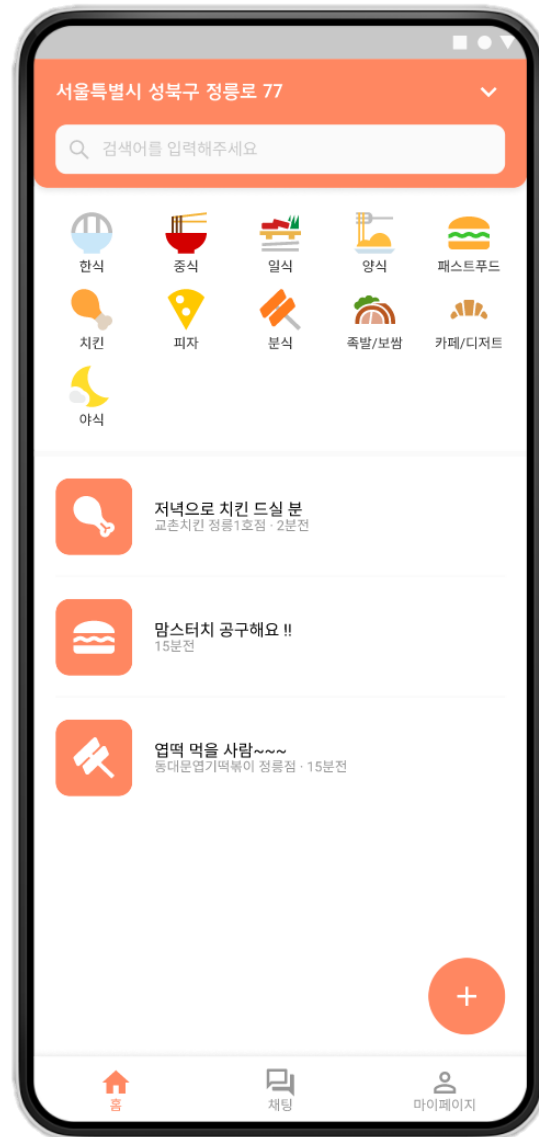 서울특별시 성북구 정릉로 77
검색어를 입력해주세요
한식 중식 일식 양식 패스트푸드
치킨 피자 분식 족발/보쌈 카페/디저트
야식
저녁으로 치킨 드실 분
교촌치킨 정릉1호점 · 2분전
맘스터치 공구해요 !!
15분전
엽떡 먹을 사람~~~
동대문엽기떡볶이 정릉점 · 15분전
+
홈 채팅 마이페이지